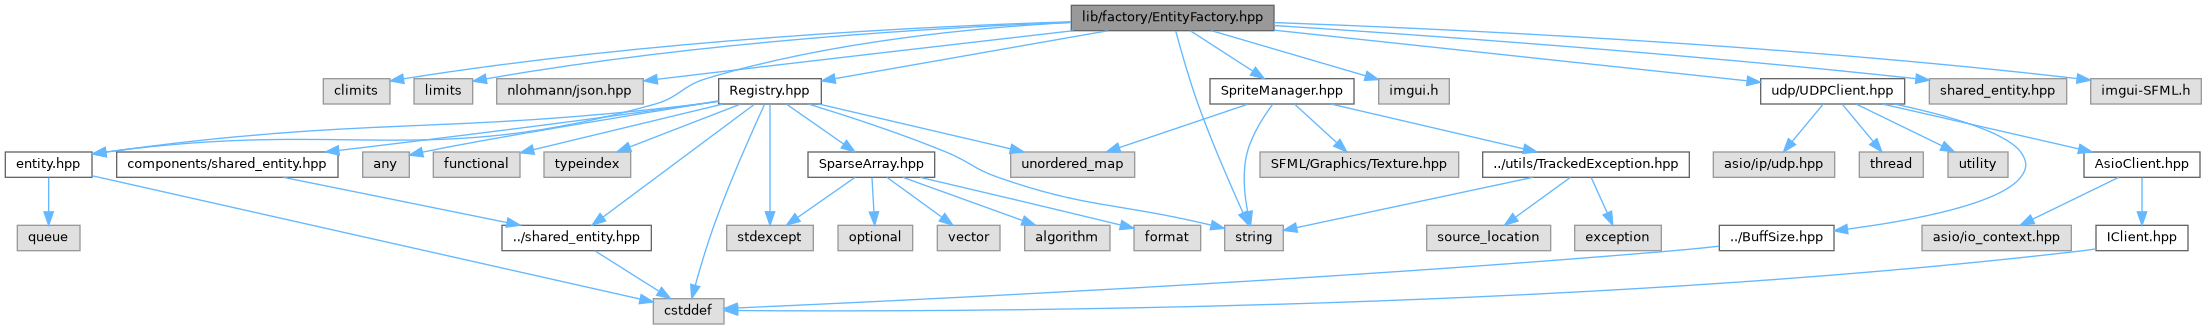 lib/factory/EntityFactory.hpp
climits
limits
nlohmann/json.hpp
Registry.hpp
SpriteManager.hpp
imgui.h
udp/UDPClient.hpp
shared_entity.hpp
imgui-SFML.h
entity.hpp
components/shared_entity.hpp
any
functional
typeindex
SparseArray.hpp
unordered_map
SFML/Graphics/Texture.hpp
../utils/TrackedException.hpp
asio/ip/udp.hpp
thread
utility
AsioClient.hpp
queue
../shared_entity.hpp
stdexcept
optional
vector
algorithm
format
string
source_location
exception
../BuffSize.hpp
asio/io_context.hpp
IClient.hpp
cstddef